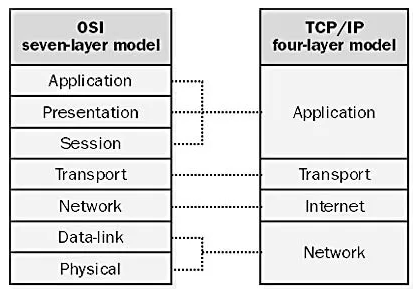 OSI
seven-layer model
Application
Presentation
Session
Transport
Network
Data-link
Physical
TCP/IP
four-layer model
Application
Transport
Internet
Network